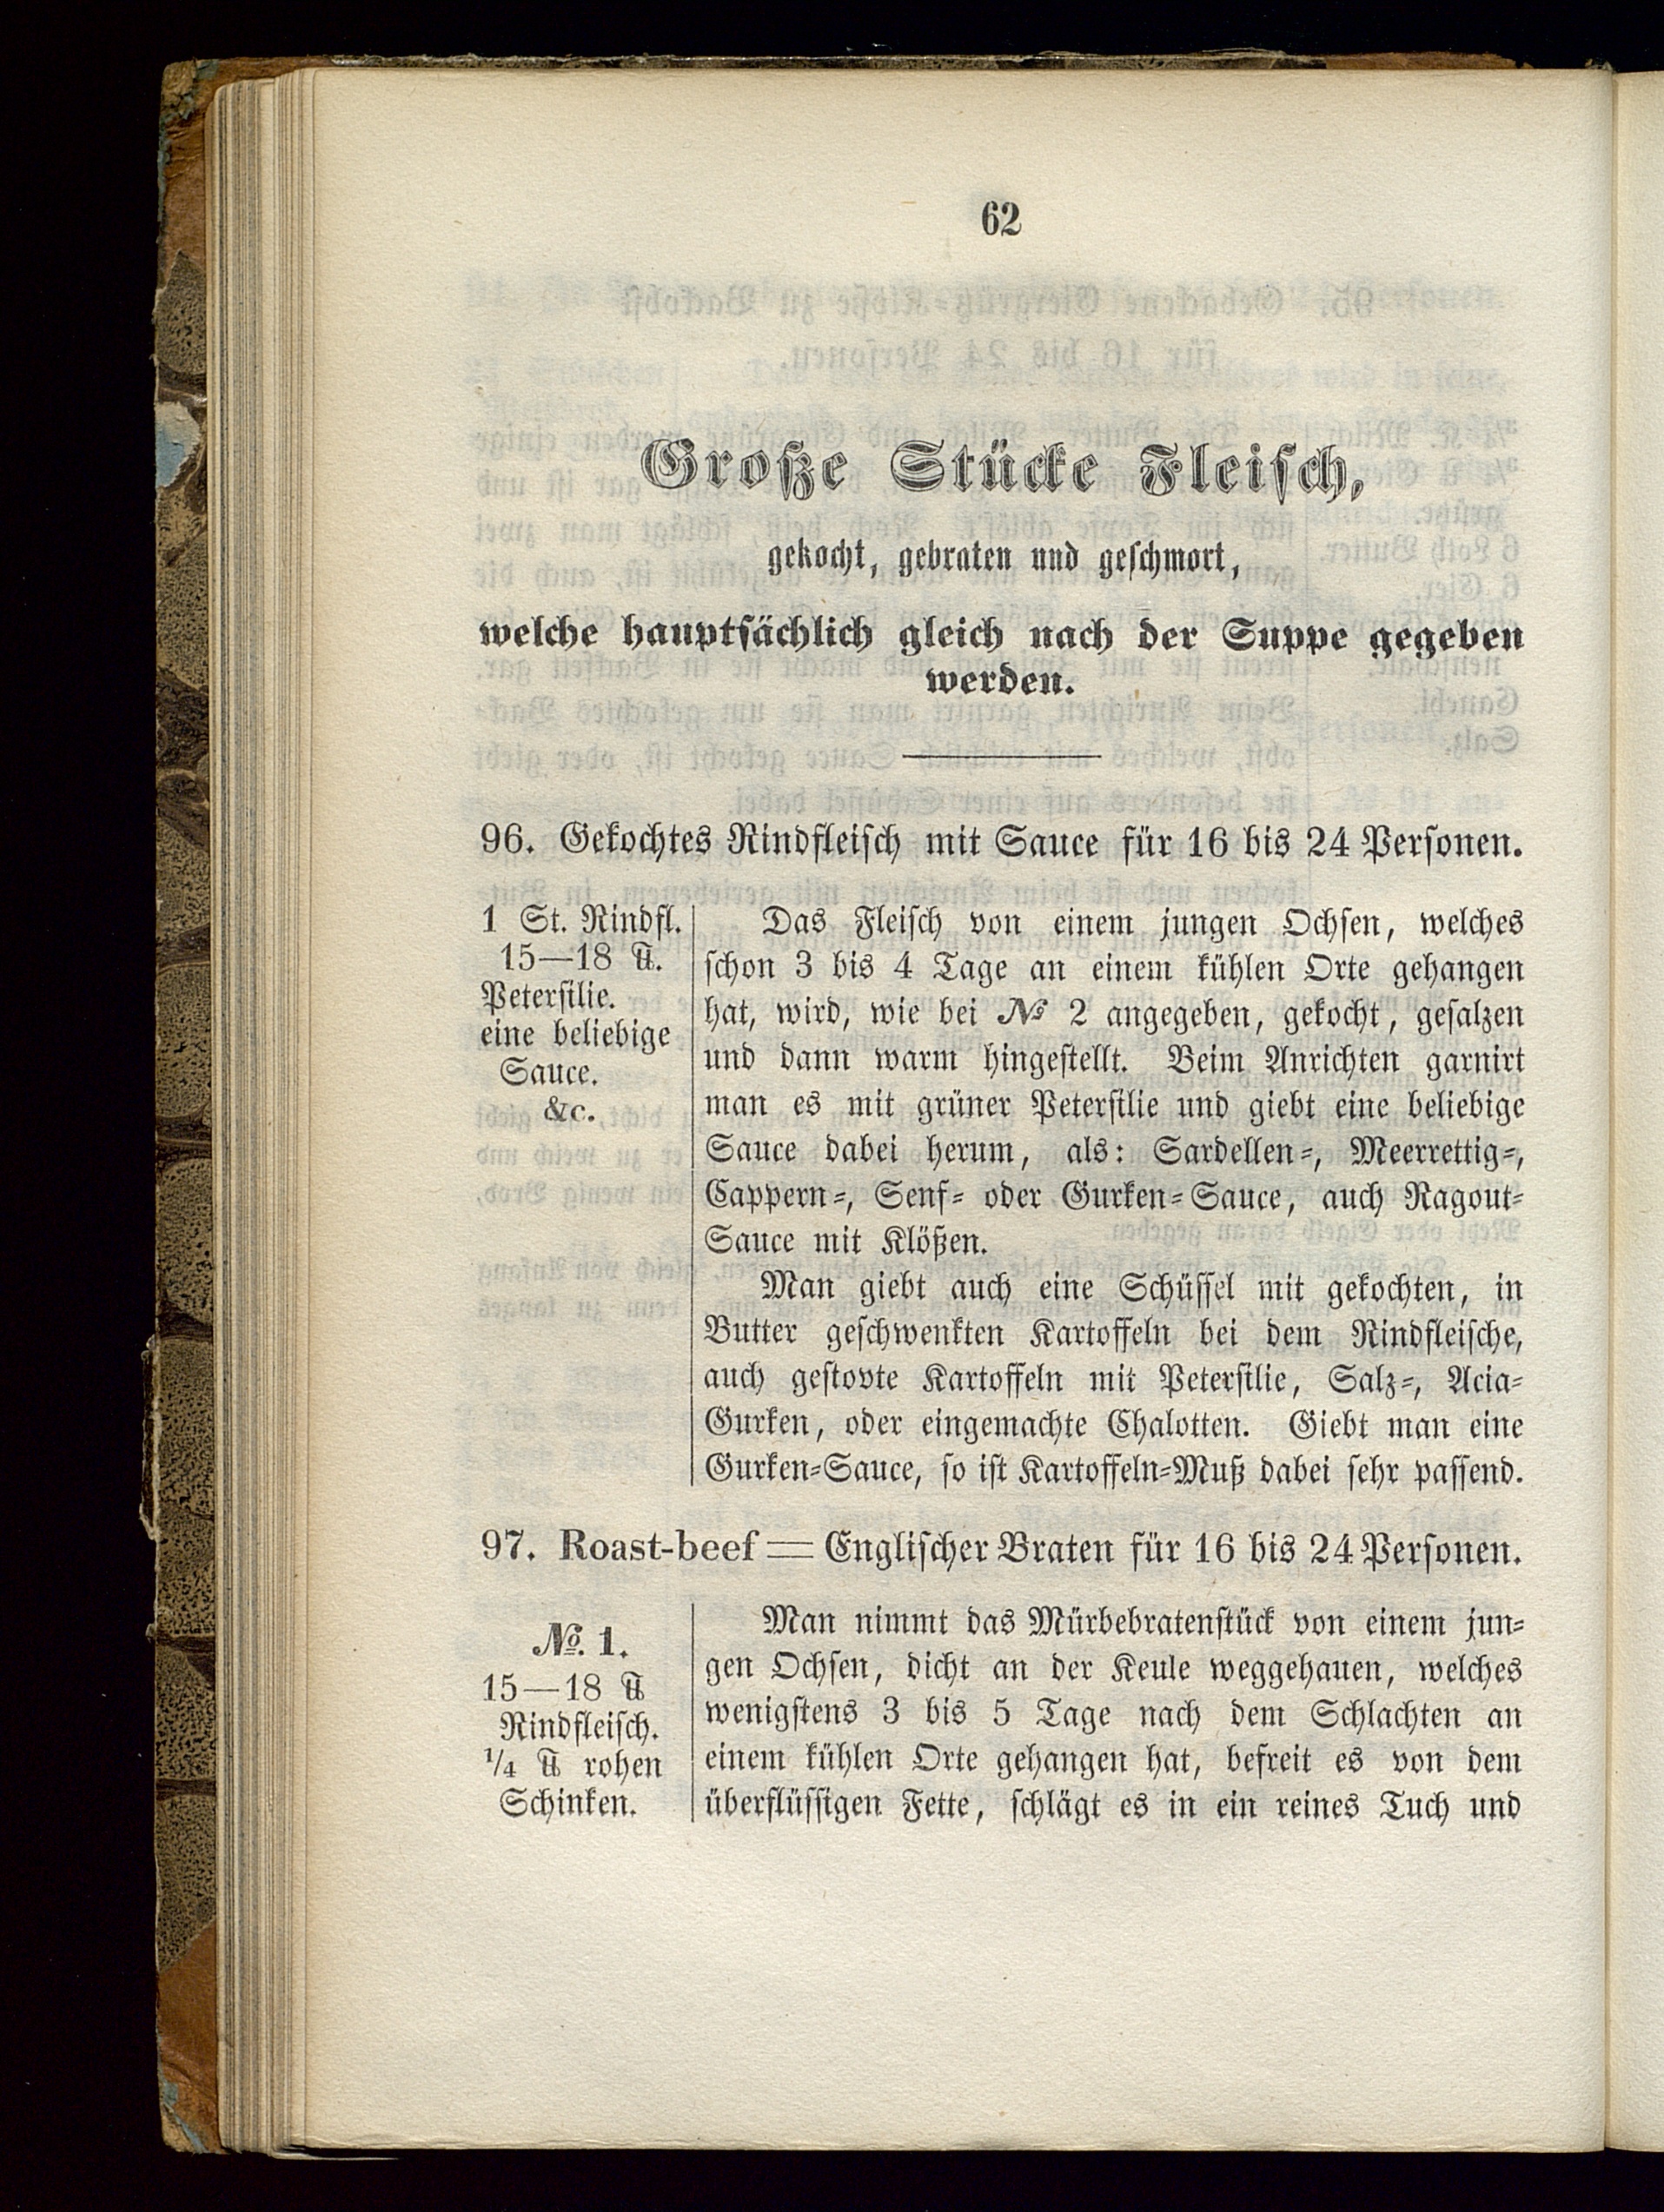 62
Große Stücke Fleisch,
gekocht, gebraten und geschmort,
welche hauptsächlich gleich nach der Suppe gegeben
werden.
96. Gekochtes Rindfleisch mit Sauce für 16 bis 24 Personen.
1 St. Rindfl.
15—18 ℔.
Petersilie.
eine beliebige
Sauce.
&c.
Das Fleisch von einem jungen Ochsen, welches
schon 3 bis 4 Tage an einem kühlen Orte gehangen
hat, wird, wie bei № 2 angegeben, gekocht, gesalzen
und dann warm hingestellt. Beim Anrichten garnirt
man es mit grüner Petersilie und giebt eine beliebige
Sauce dabei herum, als: Sardellen-, Meerrettig-,
Cappern-, Senf- oder Gurken-Sauce, auch Ragout-
Sauce mit Klößen.
Man giebt auch eine Schüssel mit gekochten, in
Butter geschwenkten Kartoffeln bei dem Rindfleische,
auch gestovte Kartoffeln mit Petersilie, Salz-, Acia-
Gurken, oder eingemachte Chalotten. Giebt man eine
Gurken-Sauce, so ist Kartoffeln-Muß dabei sehr passend.
97. Roast-beef = Englischer Braten für 16 bis 24 Personen.
№. 1.
15—18 ℔
Rindfleisch.
1/4 ℔ rohen
Schinken.
Man nimmt das Mürbebratenstück von einem jun-
gen Ochsen, dicht an der Keule weggehauen, welches
wenigstens 3 bis 5 Tage nach dem Schlachten an
einem kühlen Orte gehangen hat, befreit es von dem
überflüssigen Fette, schlägt es in ein reines Tuch und